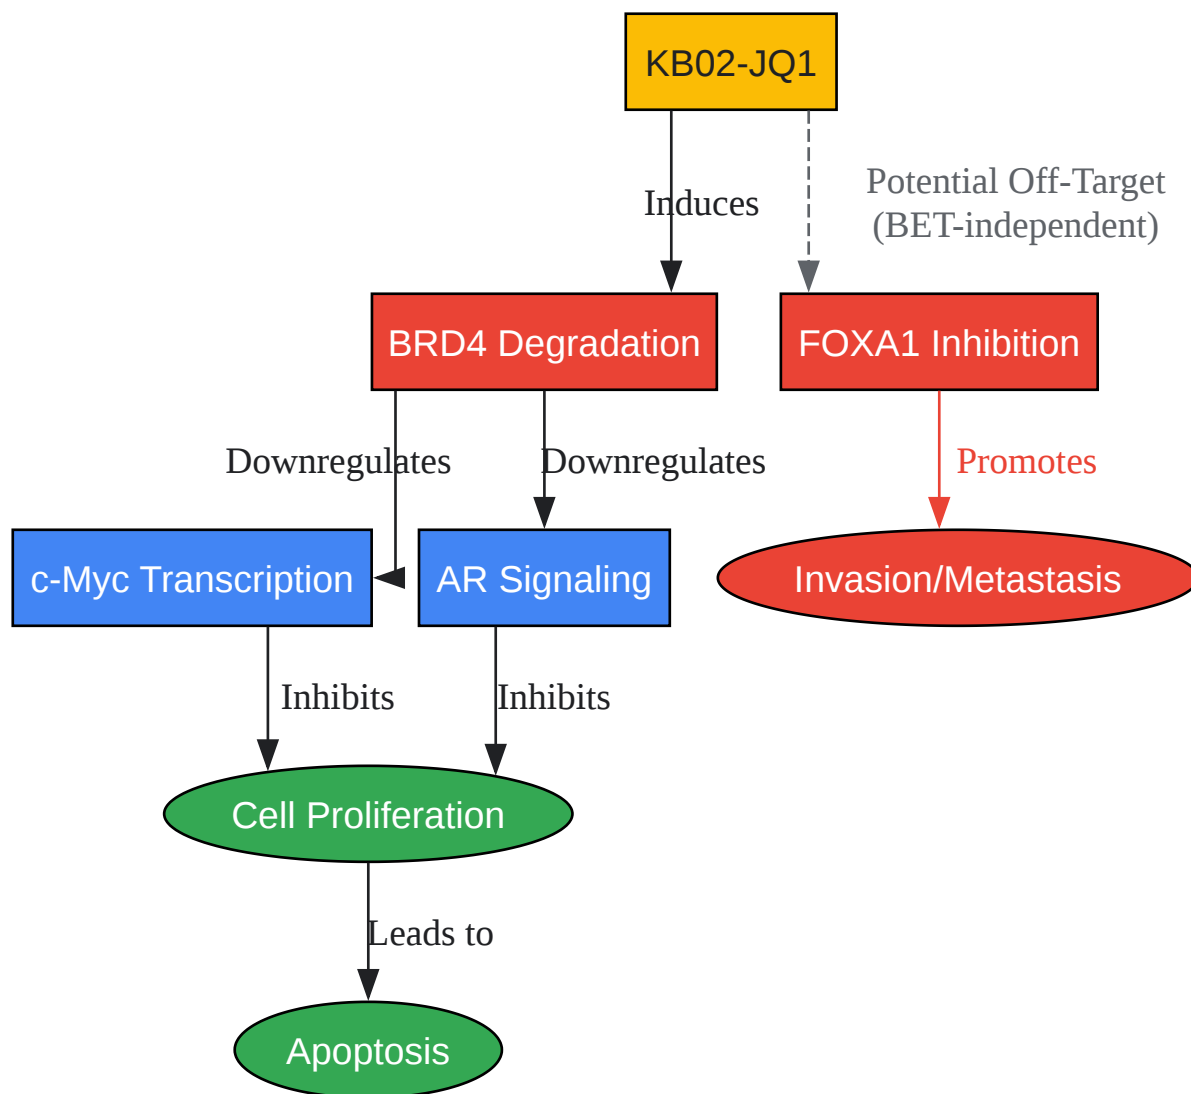 KB02-JQ1
Induces
Potential Off-Target
(BET-independent)
BRD4 Degradation
FOXA1 Inhibition
Downregulates
Downregulates
Promotes
c-Myc Transcription
AR Signaling
Invasion/Metastasis
Inhibits
Inhibits
Cell Proliferation
Leads to
Apoptosis